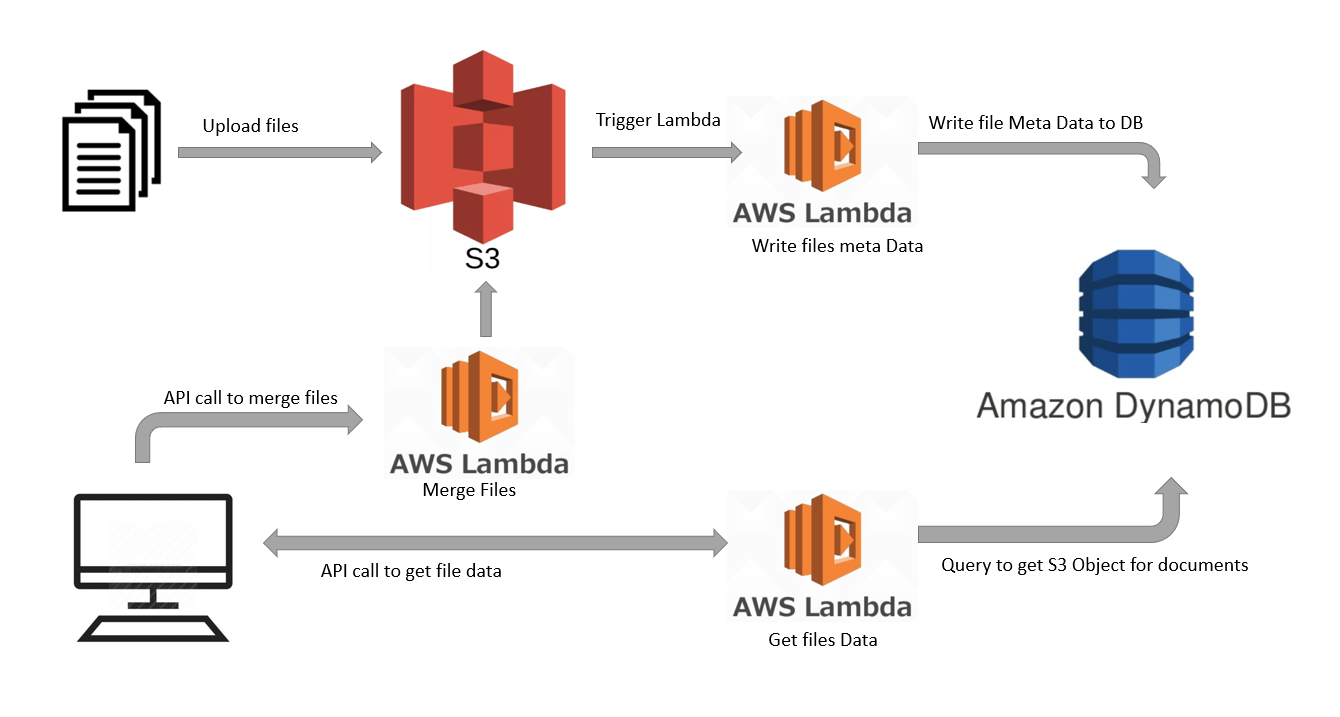 Upload files
Trigger Lambda
Write file Meta Data to DB
AWS Lambda
Write files meta Data
S3
Amazon DynamoDB
API call to merge files
AWS Lambda
Merge Files
API call to get file data
AWS Lambda
Get files Data
Query to get S3 Object for documents